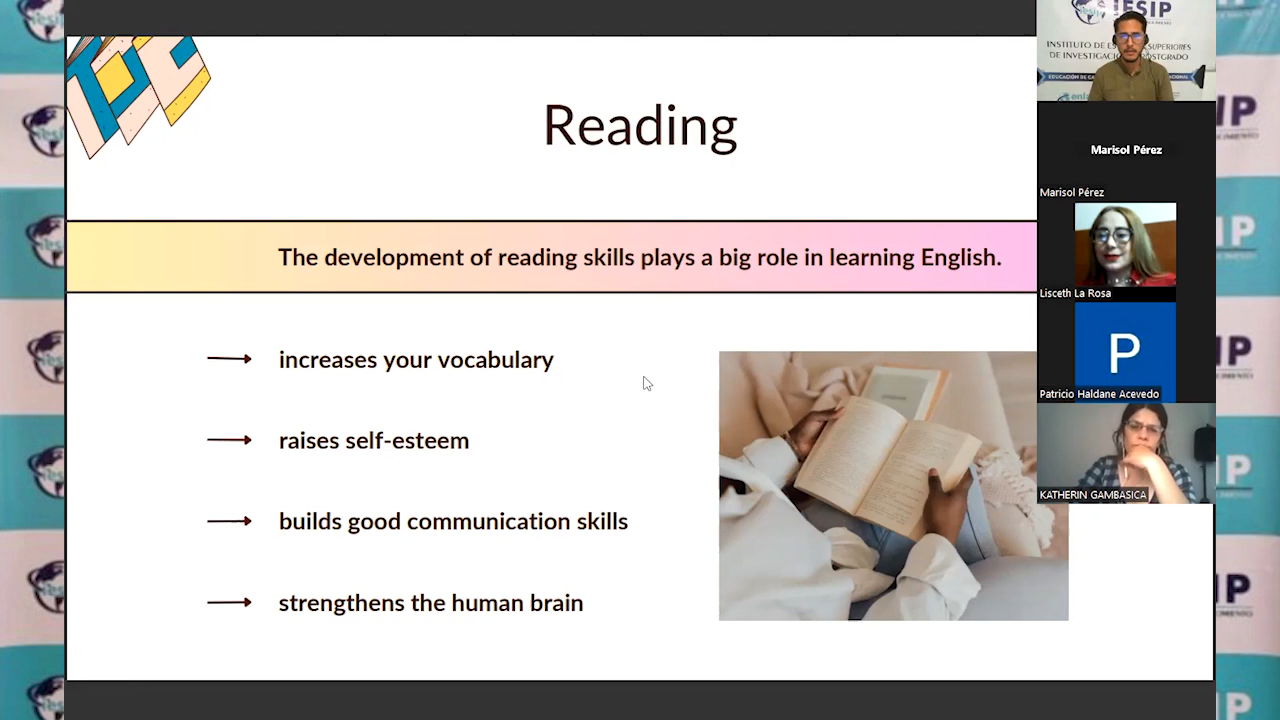 Reading
The development of reading skills plays a big role in learning English.
increases your vocabulary
raises self-esteem
builds good communication skills
strengthens the human brain
IESIP
INSTITUTO DE ES SUPERIORES
DE INVESTIGACIÓN POSTGRADO
Marisol Pérez
Marisol Pérez
Lisceth La Rosa
P
Patricio Haldane Acevedo
KATHERIN GAMBASICA